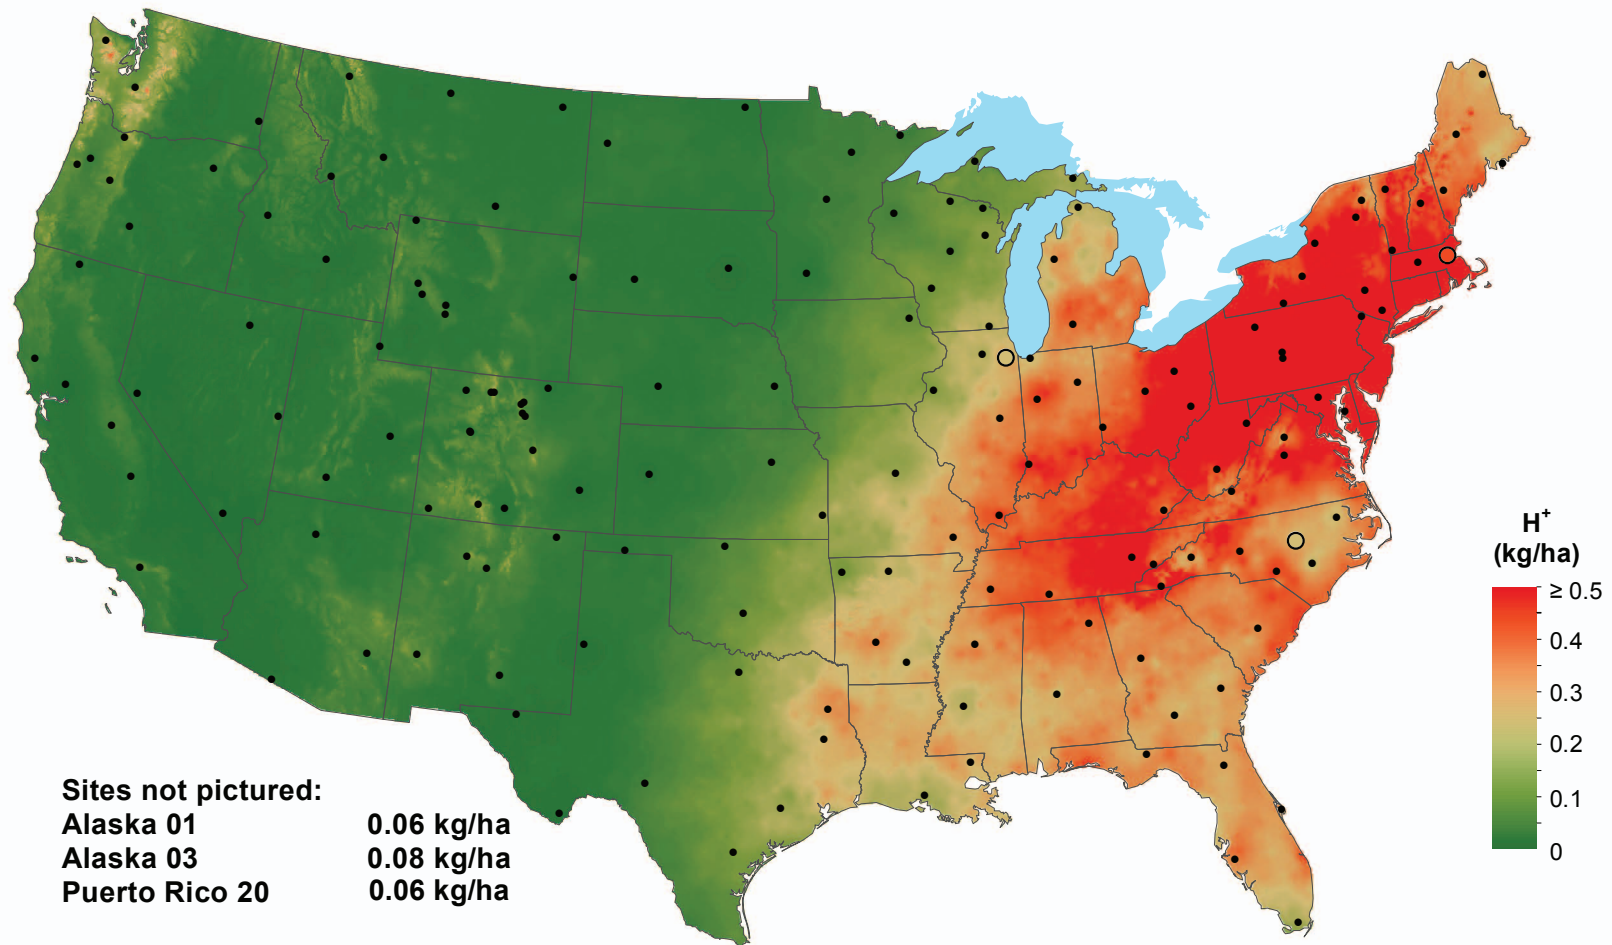 H+
(kg/ha)
≥ 0.5
0.4
0.3
0.2
0.1
0
Sites not pictured:
Alaska 01 0.06 kg/ha
Alaska 03 0.08 kg/ha
Puerto Rico 20 0.06 kg/ha